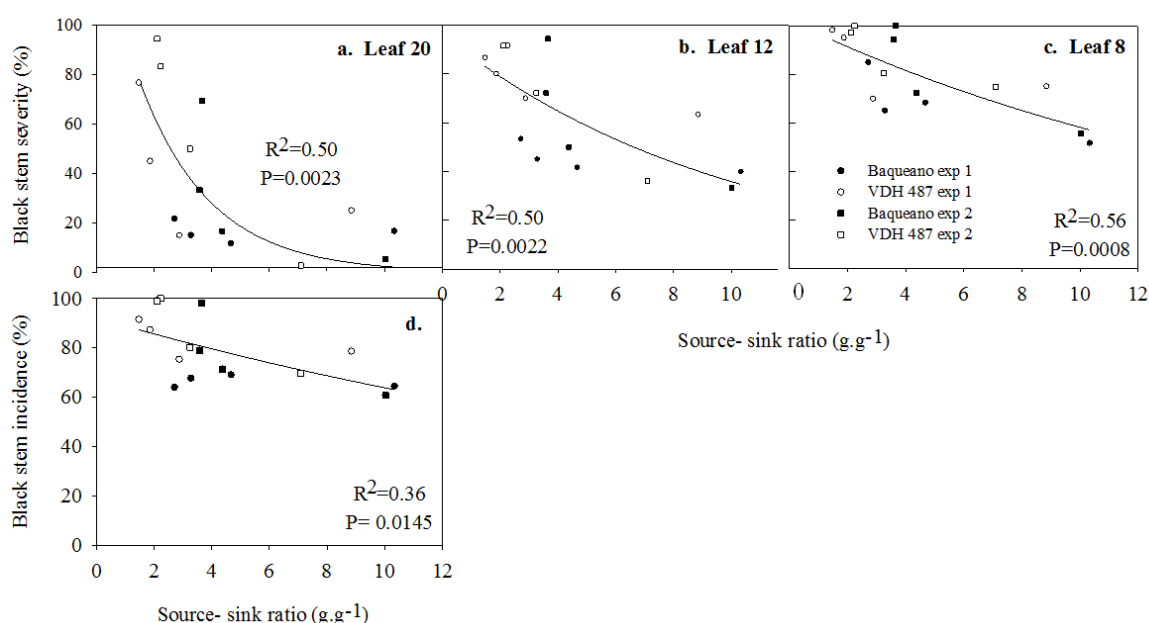 Black stem severity (%)
100
80
60
40
20
0
a. Leaf 20
R2=0.50
P=0.0023
b. Leaf 12
R2=0.50
P=0.0022
0 2 4 6 8 10
c. Leaf 8
Baqueano exp 1
VDH 487 exp 1
Baqueano exp 2
VDH 487 exp 2
R2=0.56
P=0.0008
0 2 4 6 8 10 12
Source- sink ratio (g.g-1)
Black stem incidence (%)
100
80
60
40
20
0
d.
R2=0.36
P= 0.0145
0 2 4 6 8 10 12
Source- sink ratio (g.g-1)